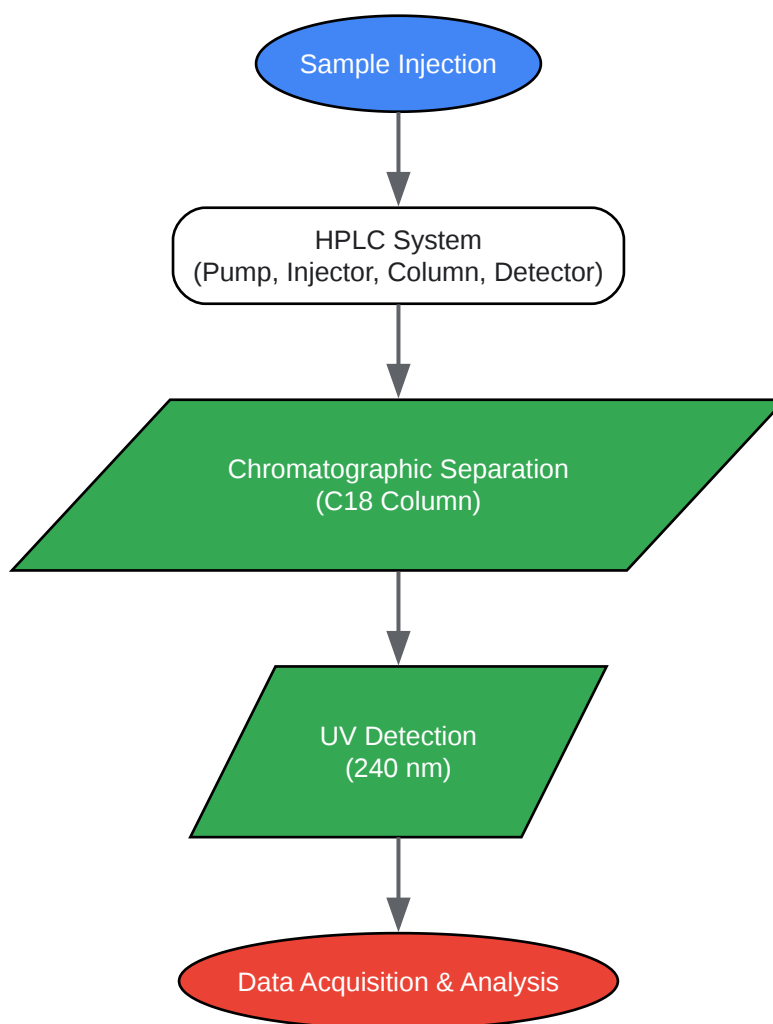 Sample Injection
HPLC System
(Pump, Injector, Column, Detector)
Chromatographic Separation
(C18 Column)
UV Detection
(240 nm)
Data Acquisition & Analysis